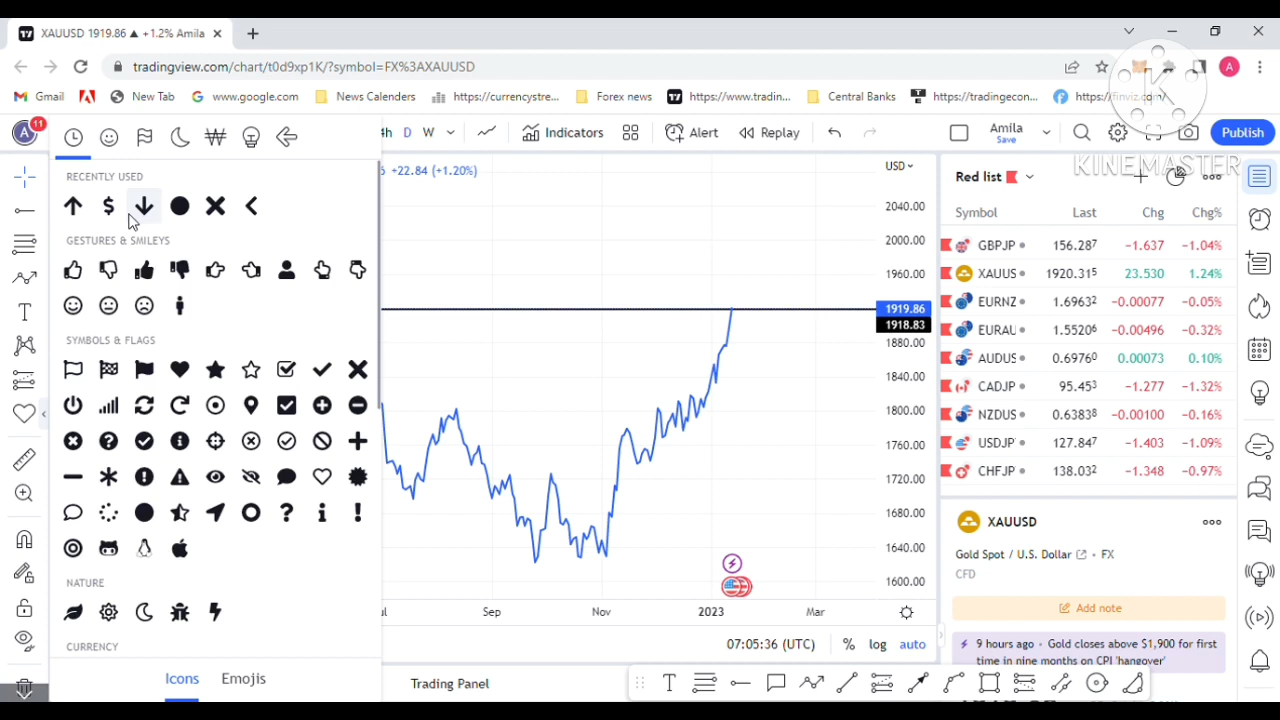 XAUUSD 1919.86 ▲ +1.2% Amila
tradingview.com/chart/t0d9xp1K/?symbol=FX%3AXAUUSD
A
Gmail
New Tab
www.google.com
News Calenders
https://currencystre...
Forex news
https://www.tradin...
Central Banks
https://tradingecon...
https://finviz.com/
KINEMASTER
A 11
4h D W
Indicators
Alert
Replay
Amila
Save
Publish
RECENTLY USED
GESTURES & SMILEYS
SYMBOLS & FLAGS
NATURE
CURRENCY
Icons Emojis
6 +22.84 (+1.20%)
USD
2040.00
2000.00
1960.00
1919.86
1918.83
1880.00
1840.00
1800.00
1760.00
1720.00
1680.00
1640.00
1600.00
ul Sep Nov 2023 Mar
07:05:36 (UTC) % log auto
Trading Panel
Red list
Symbol Last Chg Chg%
GBPJP 156.287 −1.637 −1.04%
XAUUS 1920.315 23.530 1.24%
EURNZ 1.69632 −0.00077 −0.05%
EURAU 1.55206 −0.00496 −0.32%
AUDUS 0.69760 0.00073 0.10%
CADJP 95.453 −1.277 −1.32%
NZDUS 0.63838 −0.00100 −0.16%
USDJP 127.847 −1.403 −1.09%
CHFJP 138.032 −1.348 −0.97%
XAUUSD
Gold Spot / U.S. Dollar • FX
CFD
Add note
9 hours ago • Gold closes above $1,900 for first
time in nine months on CPI 'hangover'